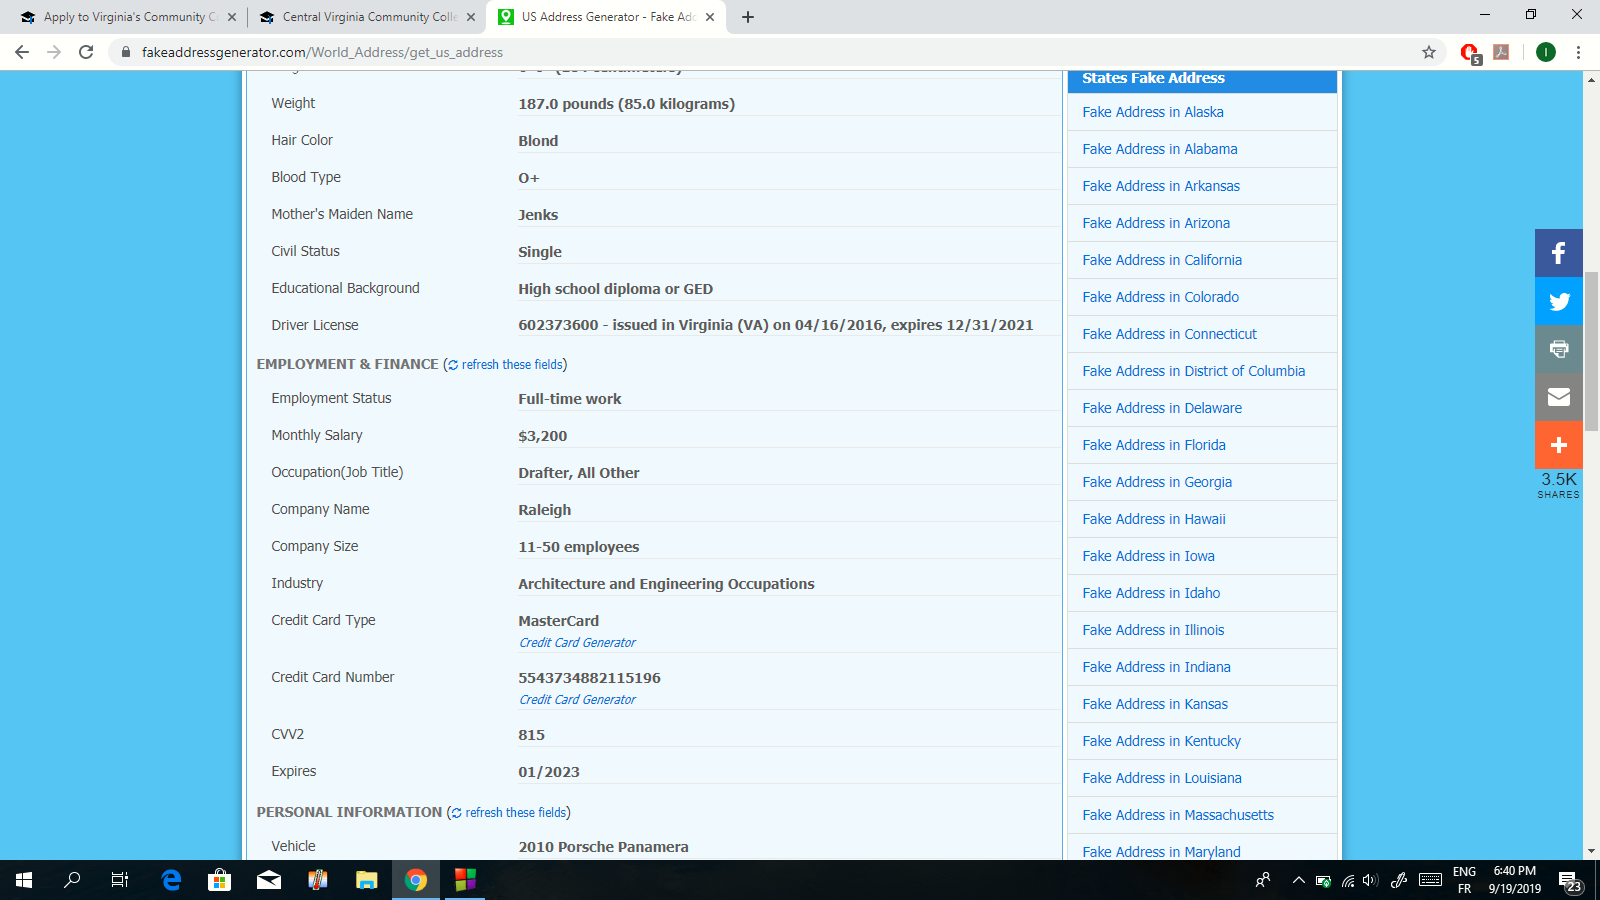 Apply to Virginia's Community C
Central Virginia Community Colle
US Address Generator - Fake Add
fakeaddressgenerator.com/World_Address/get_us_address
5
I
Weight 187.0 pounds (85.0 kilograms)
Hair Color Blond
Blood Type O+
Mother's Maiden Name Jenks
Civil Status Single
Educational Background High school diploma or GED
Driver License 602373600 - issued in Virginia (VA) on 04/16/2016, expires 12/31/2021
EMPLOYMENT & FINANCE ( refresh these fields)
Employment Status Full-time work
Monthly Salary $3,200
Occupation(Job Title) Drafter, All Other
Company Name Raleigh
Company Size 11-50 employees
Industry Architecture and Engineering Occupations
Credit Card Type MasterCard
Credit Card Generator
Credit Card Number 5543734882115196
Credit Card Generator
CVV2 815
Expires 01/2023
PERSONAL INFORMATION ( refresh these fields)
Vehicle 2010 Porsche Panamera
States Fake Address
Fake Address in Alaska
Fake Address in Alabama
Fake Address in Arkansas
Fake Address in Arizona
Fake Address in California
Fake Address in Colorado
Fake Address in Connecticut
Fake Address in District of Columbia
Fake Address in Delaware
Fake Address in Florida
Fake Address in Georgia
Fake Address in Hawaii
Fake Address in Iowa
Fake Address in Idaho
Fake Address in Illinois
Fake Address in Indiana
Fake Address in Kansas
Fake Address in Kentucky
Fake Address in Louisiana
Fake Address in Massachusetts
Fake Address in Maryland
3.5K
SHARES
ENG
FR
6:40 PM
9/19/2019
23